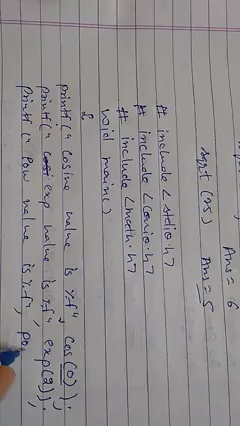 Ans = 6
sqrt (25) Ans = 5
# include <stdio.h>
# include <conio.h>
# include <math.h>
void main()
{
printf(" Cosine value is %f", cos(0));
printf(" exp value is %f", exp(2));
printf(" Pow value is %f", po